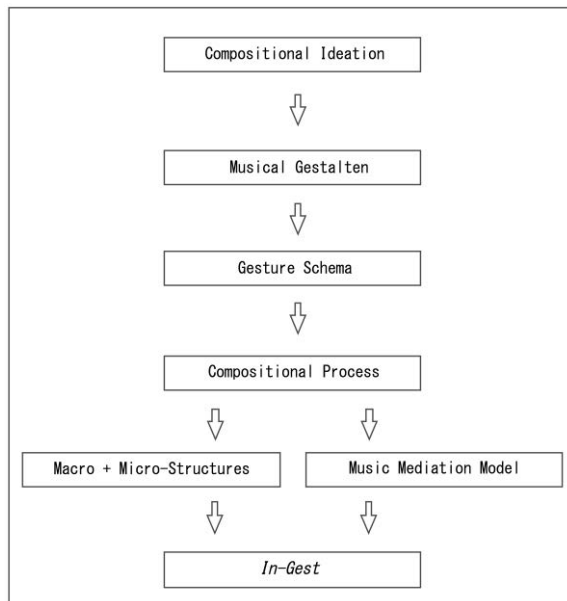 Compositional Ideation
Musical Gestalten
Gesture Schema
Compositional Process
Macro + Micro-Structures
Music Mediation Model
In-Gest